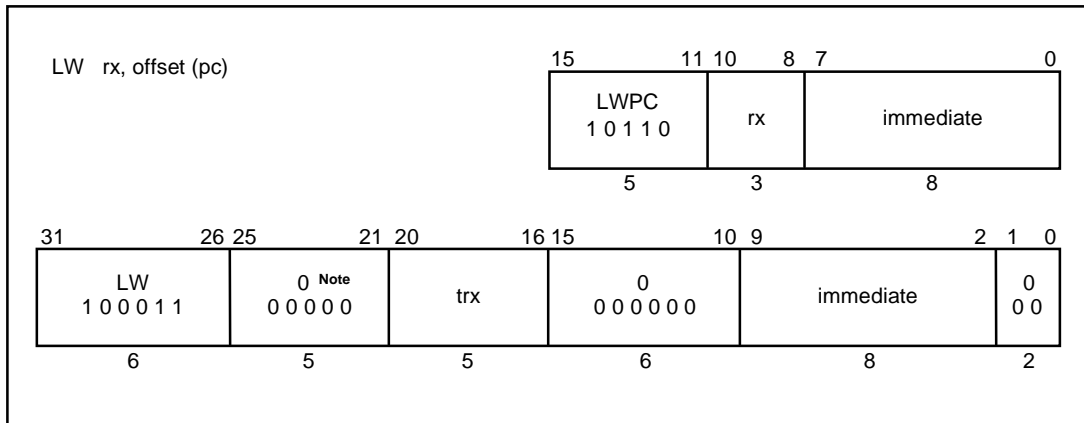 LW rx, offset (pc)
15 11 10 8 7 0
LWPC rx immediate
1 0 1 1 0
5 3 8
31 26 25 21 20 16 15 10 9 2 1 0
LW 0 Note trx 0 immediate 0
1 0 0 0 1 1 0 0 0 0 0 0 0 0 0 0 0 0 0
6 5 5 6 8 2